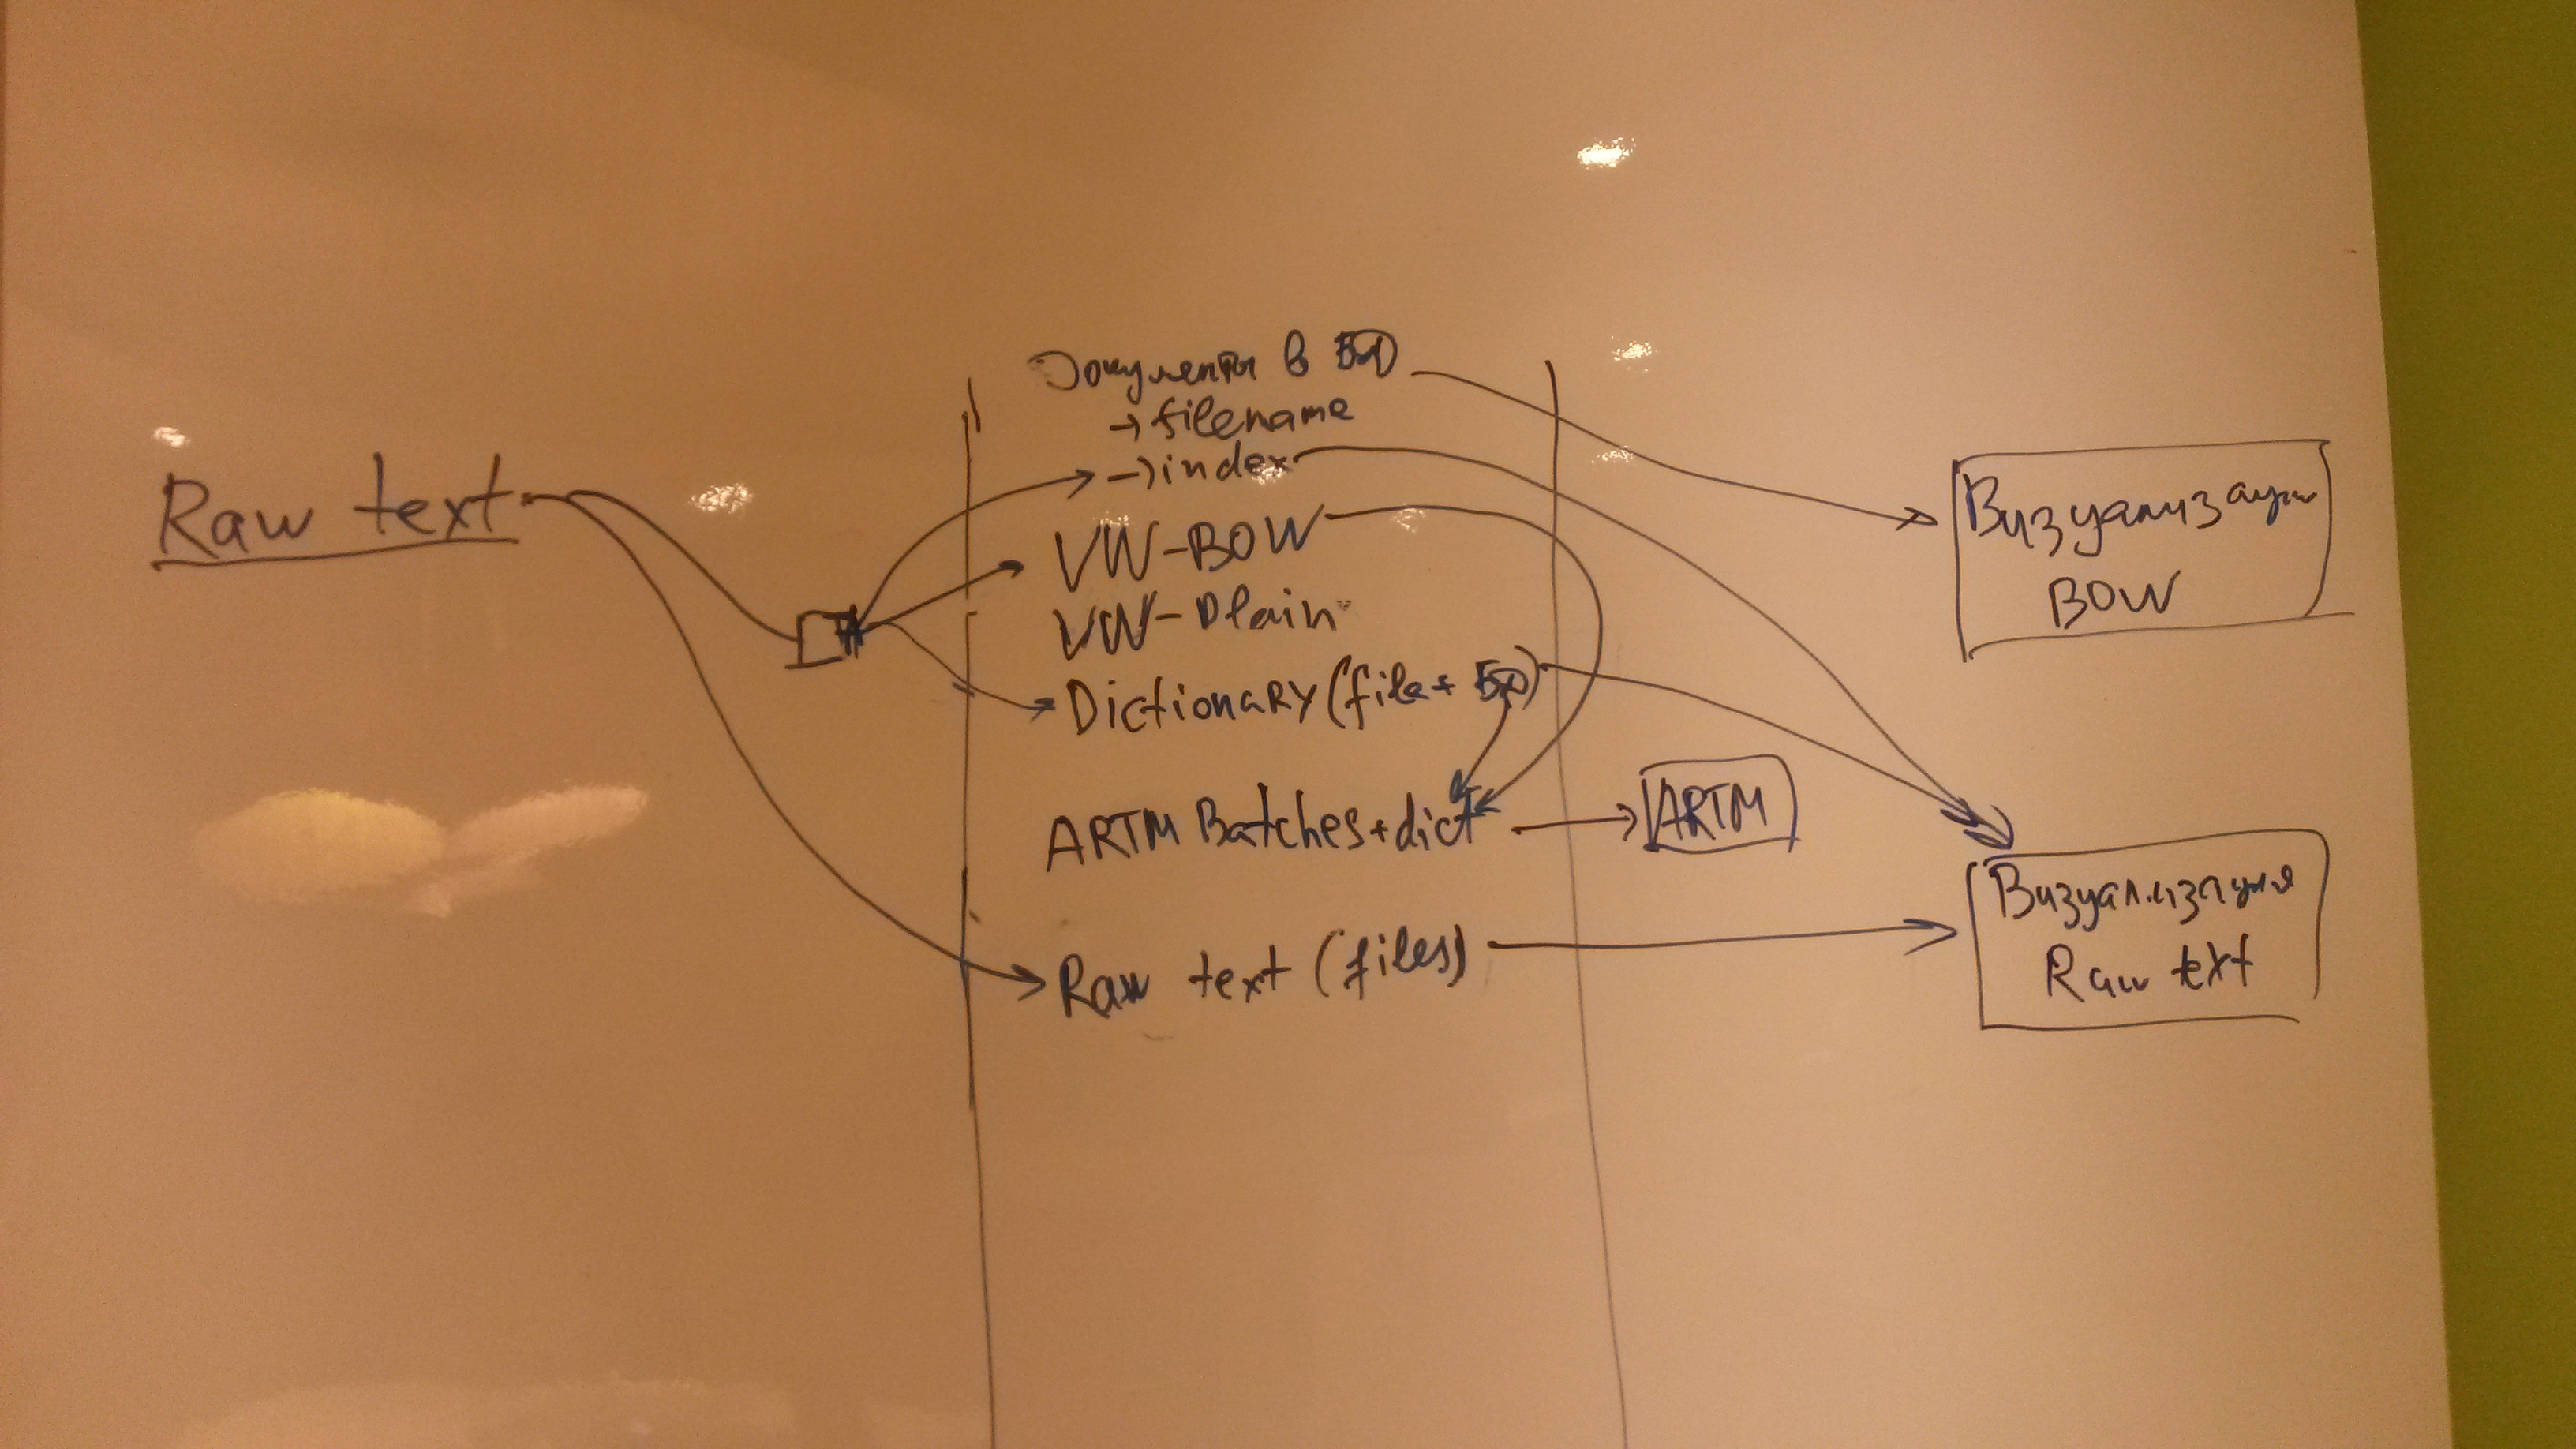 Raw text
Документы в БД
→ filename
→ index
VW-BOW
VW-Plain
Dictionary (file + БД)
ARTM Batches + dict
Raw text (files)
ARTM
Визуализация
BOW
Визуализация
Raw text